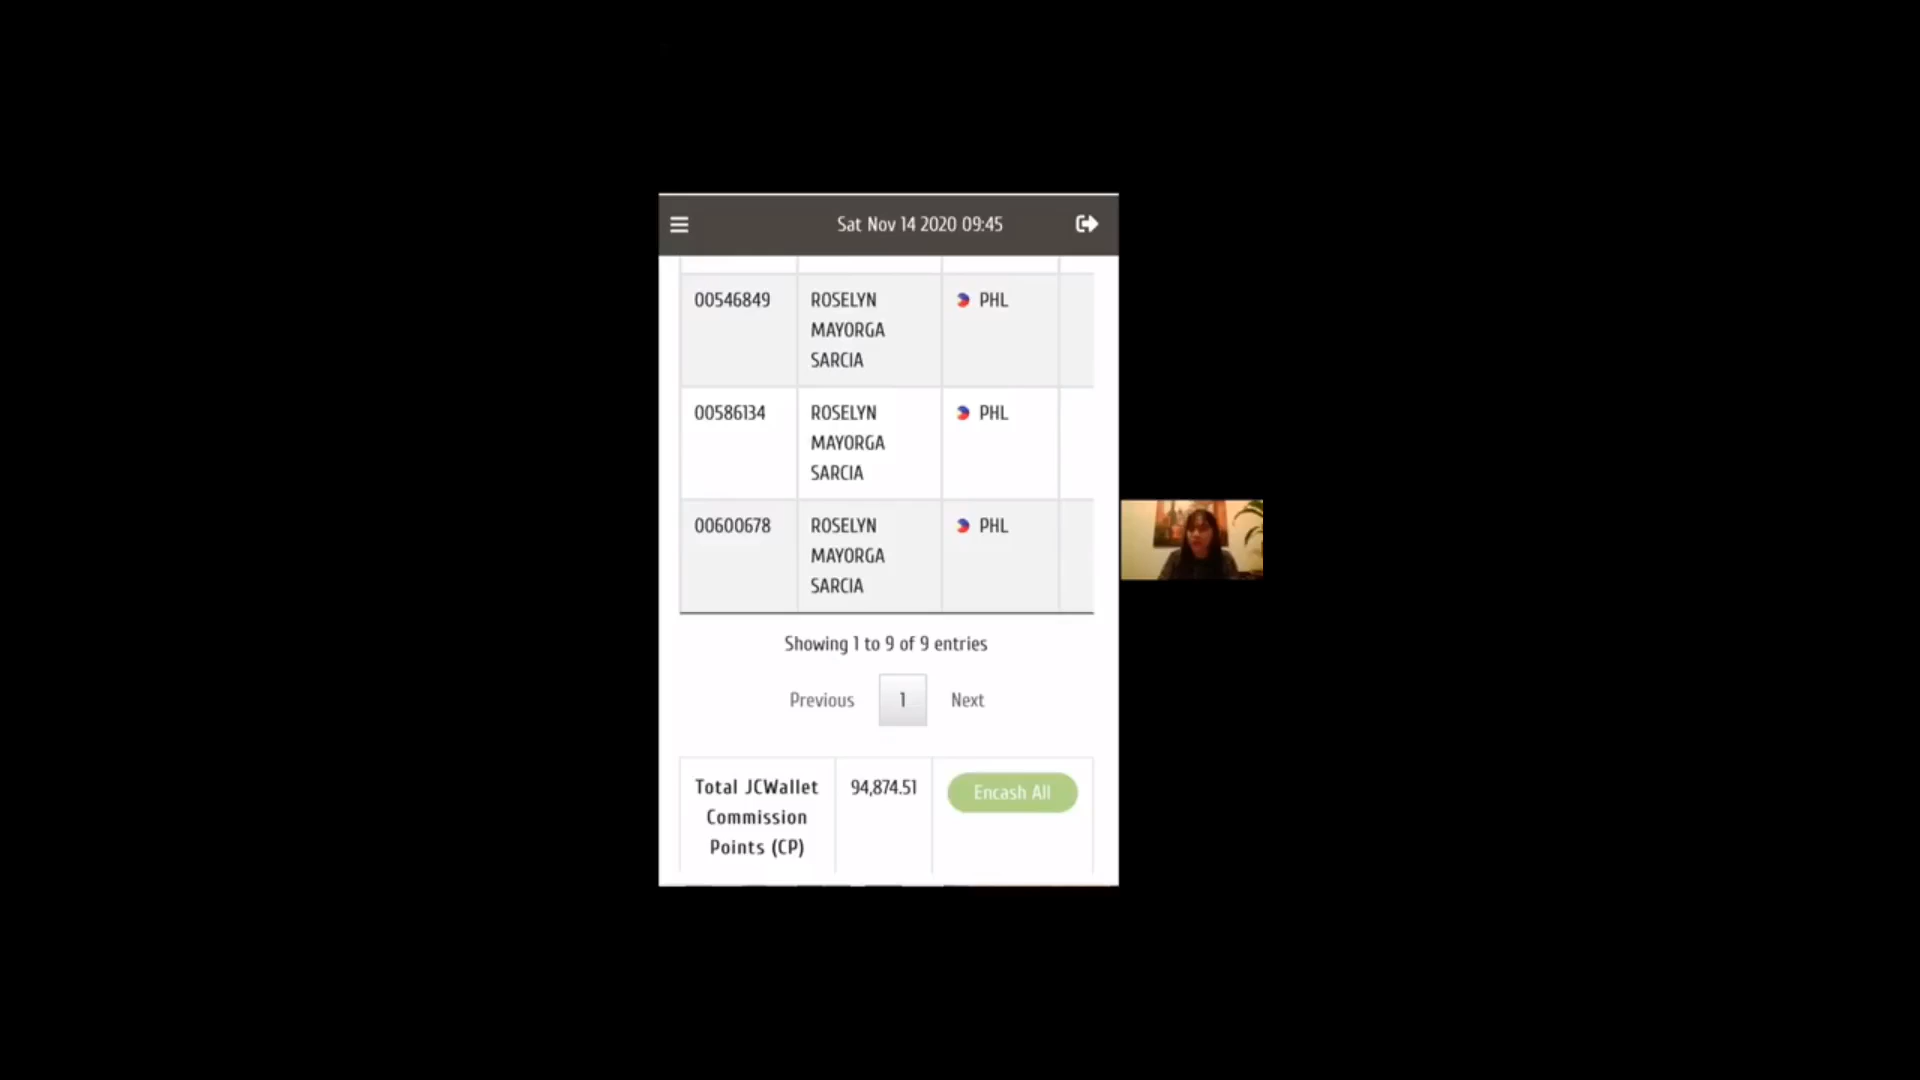 Sat Nov 14 2020 09:45
00546849 ROSELYN PHL
MAYORGA
SARCIA
00586134 ROSELYN PHL
MAYORGA
SARCIA
00600678 ROSELYN PHL
MAYORGA
SARCIA
Showing 1 to 9 of 9 entries
Previous 1 Next
Total JCWallet 94,874.51 Encash All
Commission
Points (CP)